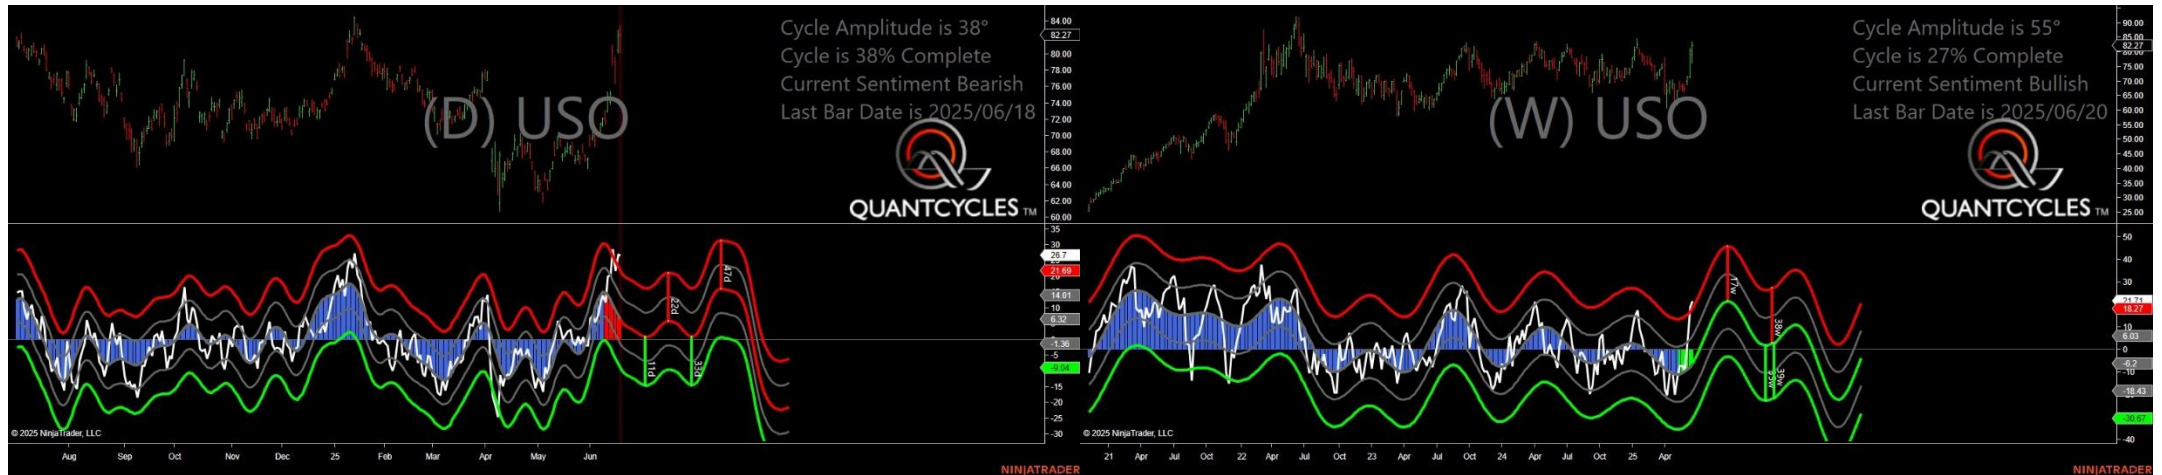 Cycle Amplitude is 38°
Cycle is 38% Complete
Current Sentiment Bearish
Last Bar Date is 2025/06/18
(D) USO
QUANTCYCLES TM
84.00
82.27
80.00
78.00
76.00
74.00
72.00
70.00
68.00
66.00
64.00
62.00
60.00
35
30
26.7
21.69
14.01
10
6.32
-1.36
-5
-9.04
-15
-20
-25
-30
11d
22d
33d
47d
© 2025 NinjaTrader, LLC
Aug Sep Oct Nov Dec 25 Feb Mar Apr May Jun
NINJATRADER
Cycle Amplitude is 55°
Cycle is 27% Complete
Current Sentiment Bullish
Last Bar Date is 2025/06/20
(W) USO
QUANTCYCLES TM
90.00
85.00
82.27
75.00
70.00
65.00
60.00
55.00
50.00
45.00
40.00
35.00
30.00
25.00
50
40
30
21.71
18.27
10
6.03
0
-6.2
-10
-18.43
-30.67
-40
17w
38w
39w
© 2025 NinjaTrader, LLC
21 Apr Jul Oct 22 Apr Jul Oct 23 Apr Jul Oct 24 Apr Jul Oct 25 Apr
NINJATRADER